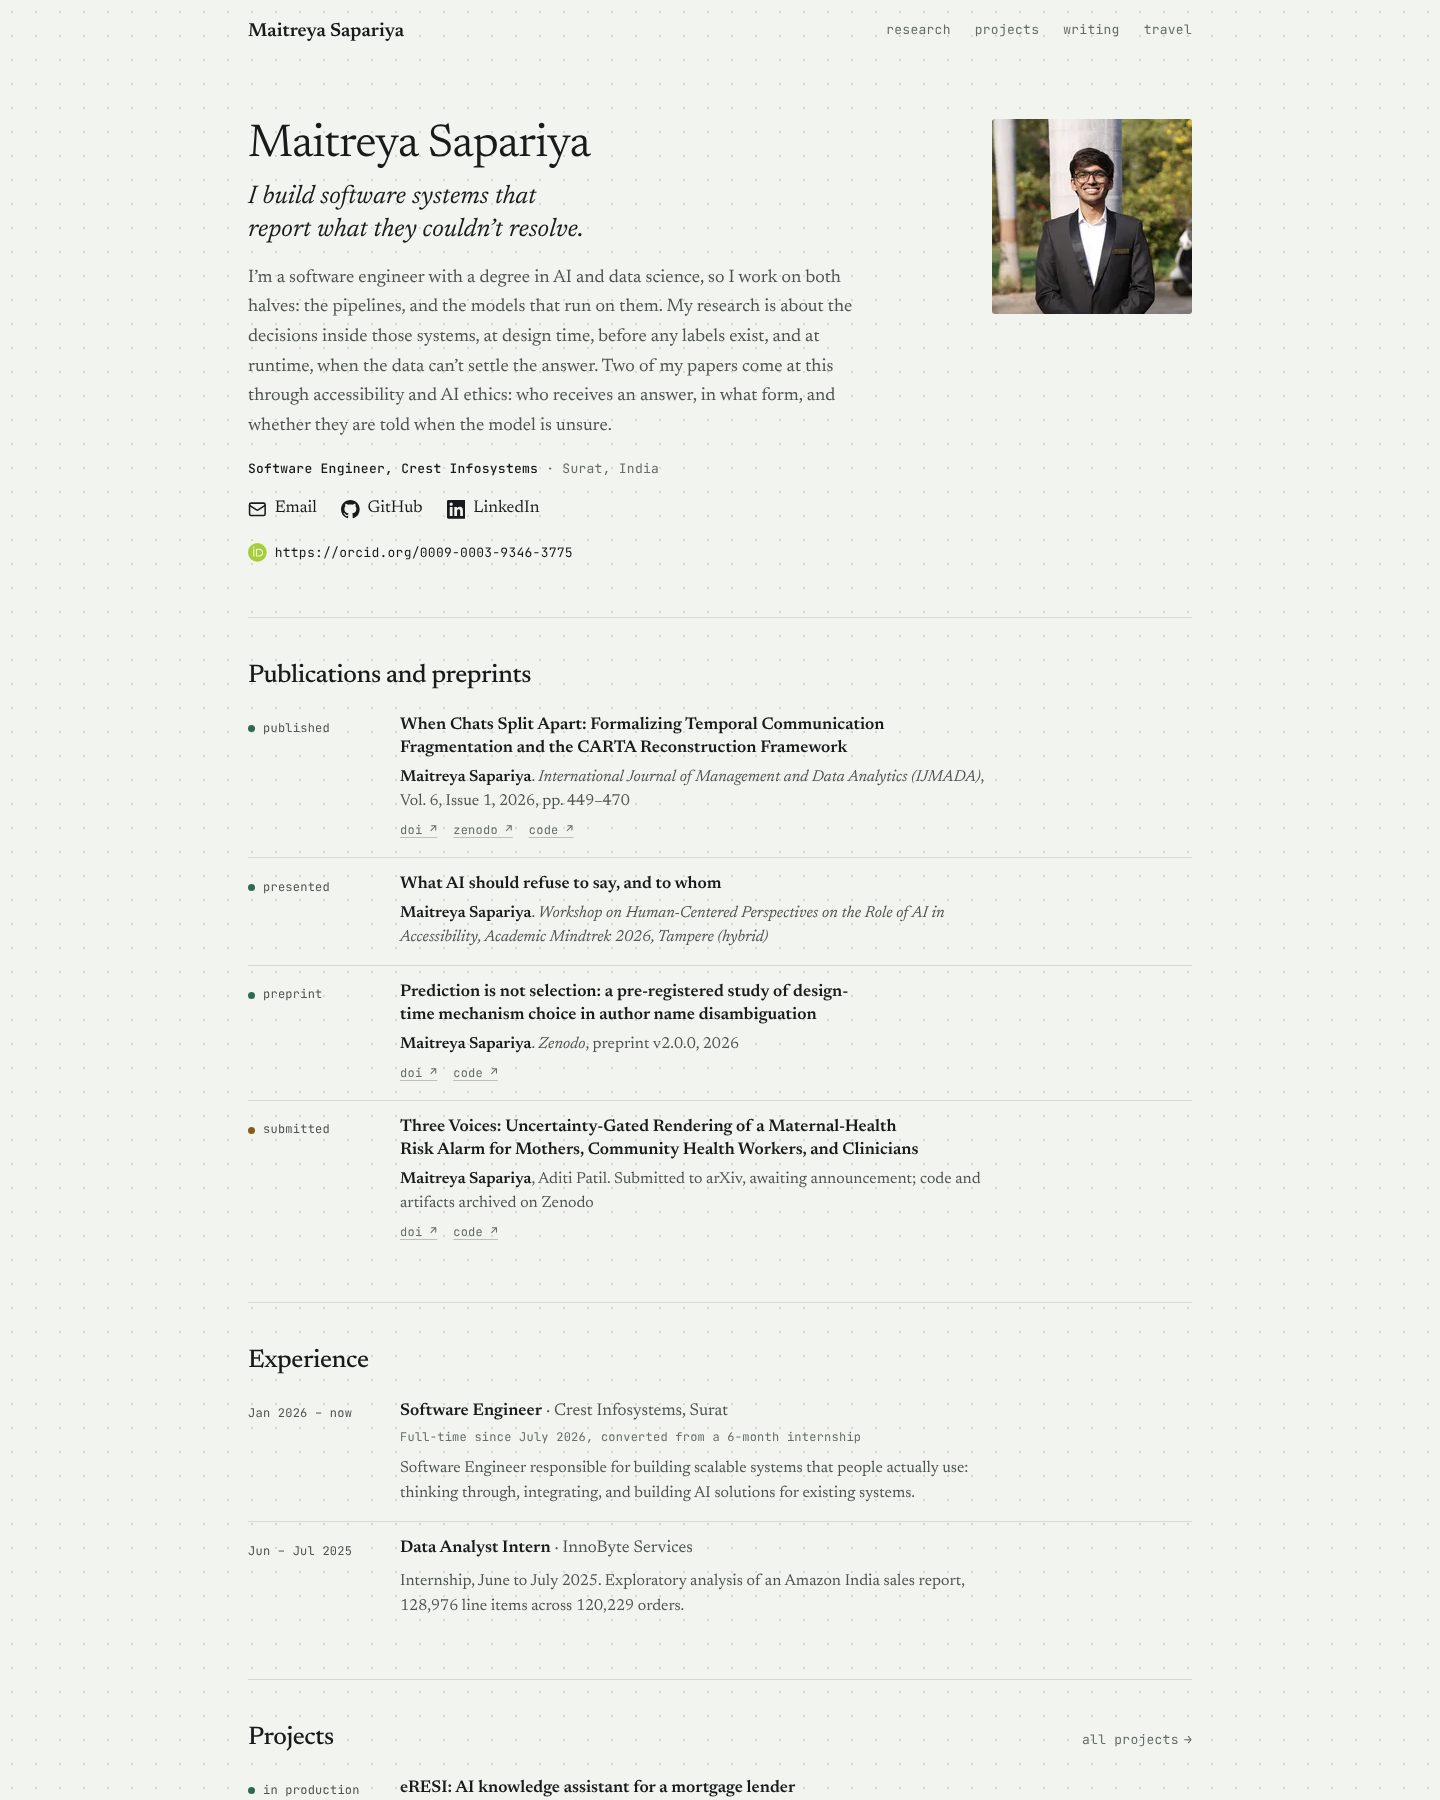 Maitreya Sapariya
research projects writing travel
Maitreya Sapariya
I build software systems that
report what they couldn’t resolve.
I’m a software engineer with a degree in AI and data science, so I work on both
halves: the pipelines, and the models that run on them. My research is about the
decisions inside those systems, at design time, before any labels exist, and at
runtime, when the data can’t settle the answer. Two of my papers come at this
through accessibility and AI ethics: who receives an answer, in what form, and
whether they are told when the model is unsure.
Software Engineer, Crest Infosystems · Surat, India
Email GitHub LinkedIn
iD https://orcid.org/0009-0003-9346-3775
Publications and preprints
published
When Chats Split Apart: Formalizing Temporal Communication
Fragmentation and the CARTA Reconstruction Framework
Maitreya Sapariya. International Journal of Management and Data Analytics (IJMADA),
Vol. 6, Issue 1, 2026, pp. 449–470
doi ↗ zenodo ↗ code ↗
presented
What AI should refuse to say, and to whom
Maitreya Sapariya. Workshop on Human-Centered Perspectives on the Role of AI in
Accessibility, Academic Mindtrek 2026, Tampere (hybrid)
preprint
Prediction is not selection: a pre-registered study of design-
time mechanism choice in author name disambiguation
Maitreya Sapariya. Zenodo, preprint v2.0.0, 2026
doi ↗ code ↗
submitted
Three Voices: Uncertainty-Gated Rendering of a Maternal-Health
Risk Alarm for Mothers, Community Health Workers, and Clinicians
Maitreya Sapariya, Aditi Patil. Submitted to arXiv, awaiting announcement; code and
artifacts archived on Zenodo
doi ↗ code ↗
Experience
Jan 2026 – now
Software Engineer · Crest Infosystems, Surat
Full-time since July 2026, converted from a 6-month internship
Software Engineer responsible for building scalable systems that people actually use:
thinking through, integrating, and building AI solutions for existing systems.
Jun – Jul 2025
Data Analyst Intern · InnoByte Services
Internship, June to July 2025. Exploratory analysis of an Amazon India sales report,
128,976 line items across 120,229 orders.
Projects
all projects →
in production
eRESI: AI knowledge assistant for a mortgage lender